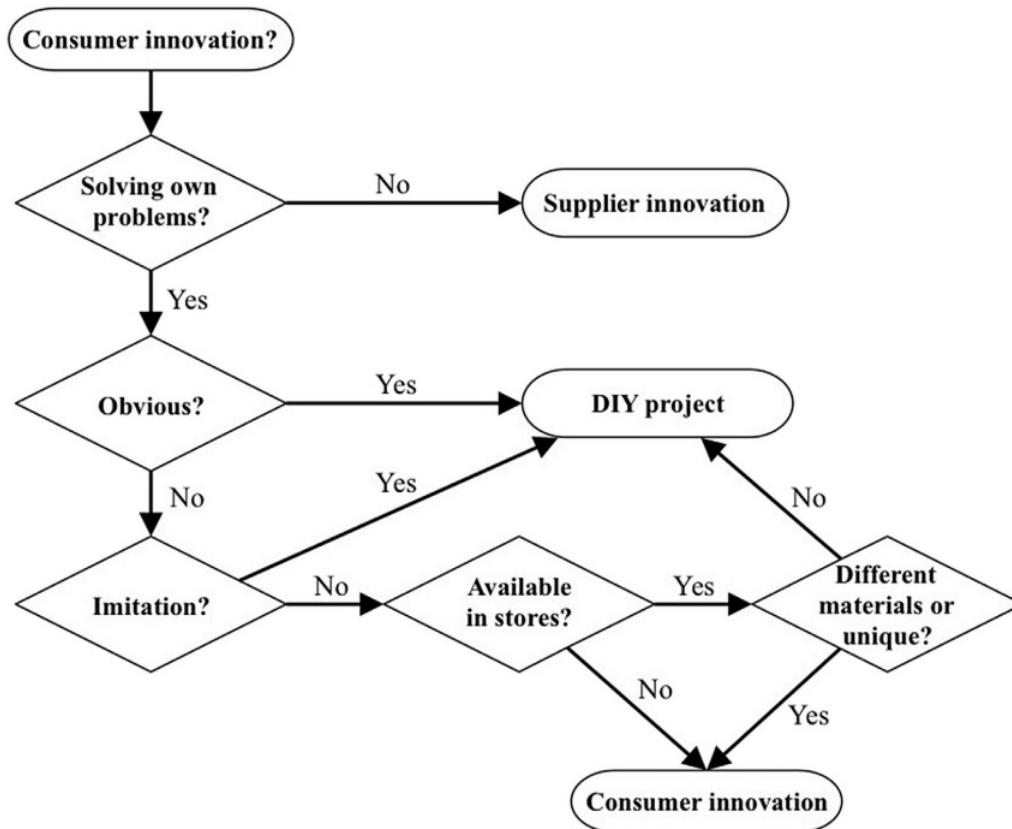 Consumer innovation?
Solving own
problems?
No
Supplier innovation
Yes
Obvious?
Yes
DIY project
No
Yes
No
Imitation?
No
Available
in stores?
Yes
Different
materials or
unique?
No
Yes
Consumer innovation